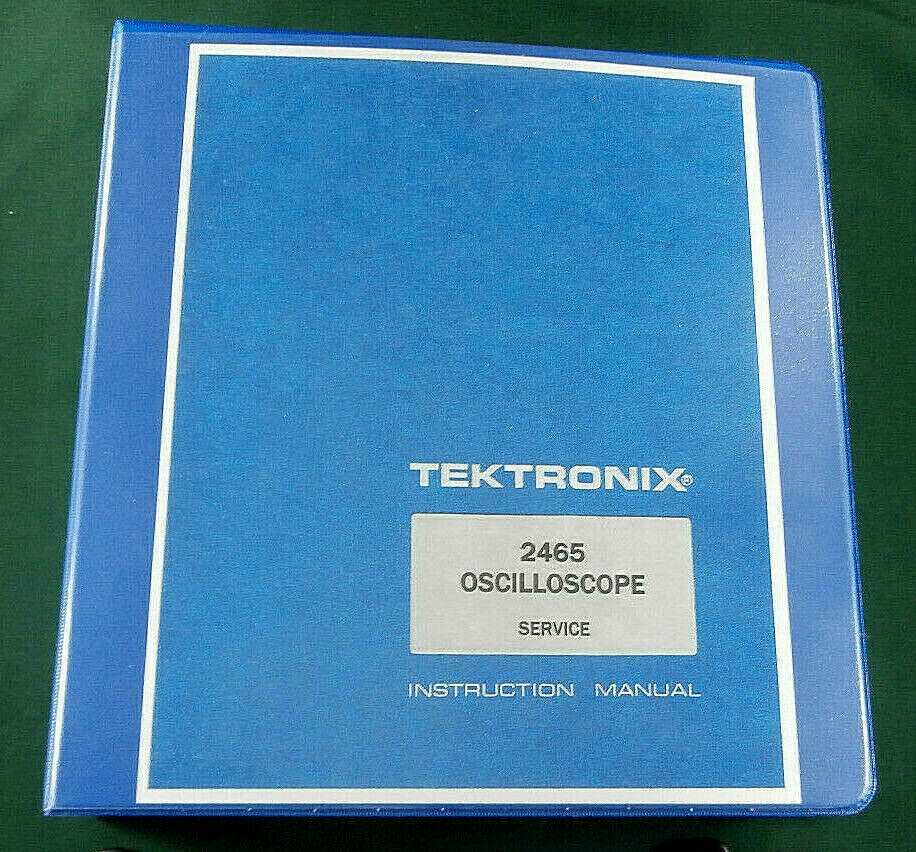 TEKTRONIX®
2465
OSCILLOSCOPE
SERVICE
INSTRUCTION MANUAL